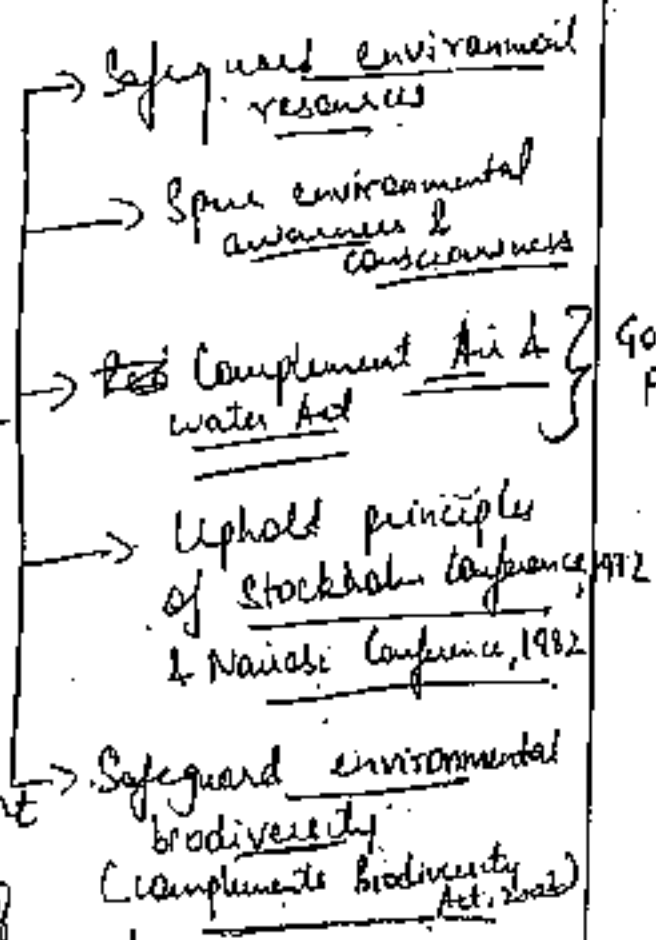 Safeguard environmental
resources
Spur environmental
awareness &
consciousness
Complement Air &
water Act
Uphold principles
of Stockholm Conference, 1972
& Nairobi Conference, 1982
Safeguard environmental
biodiversity
(complements Biodiversity
Act, 2002)